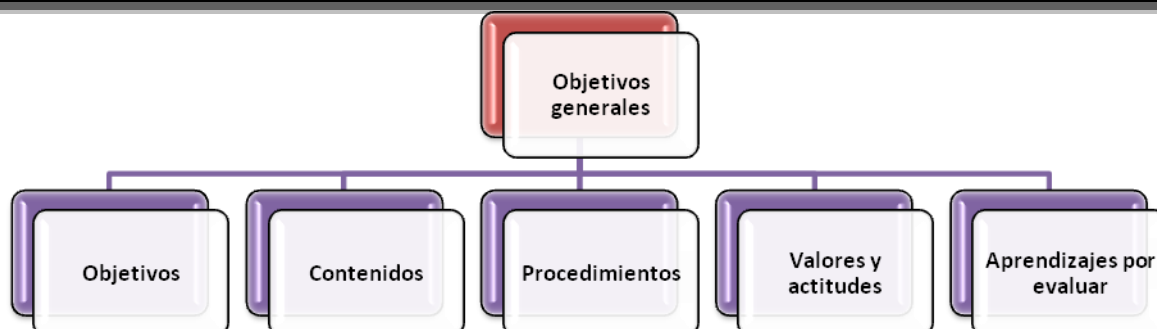 Objetivos
generales
Objetivos
Contenidos
Procedimientos
Valores y
actitudes
Aprendizajes por
evaluar